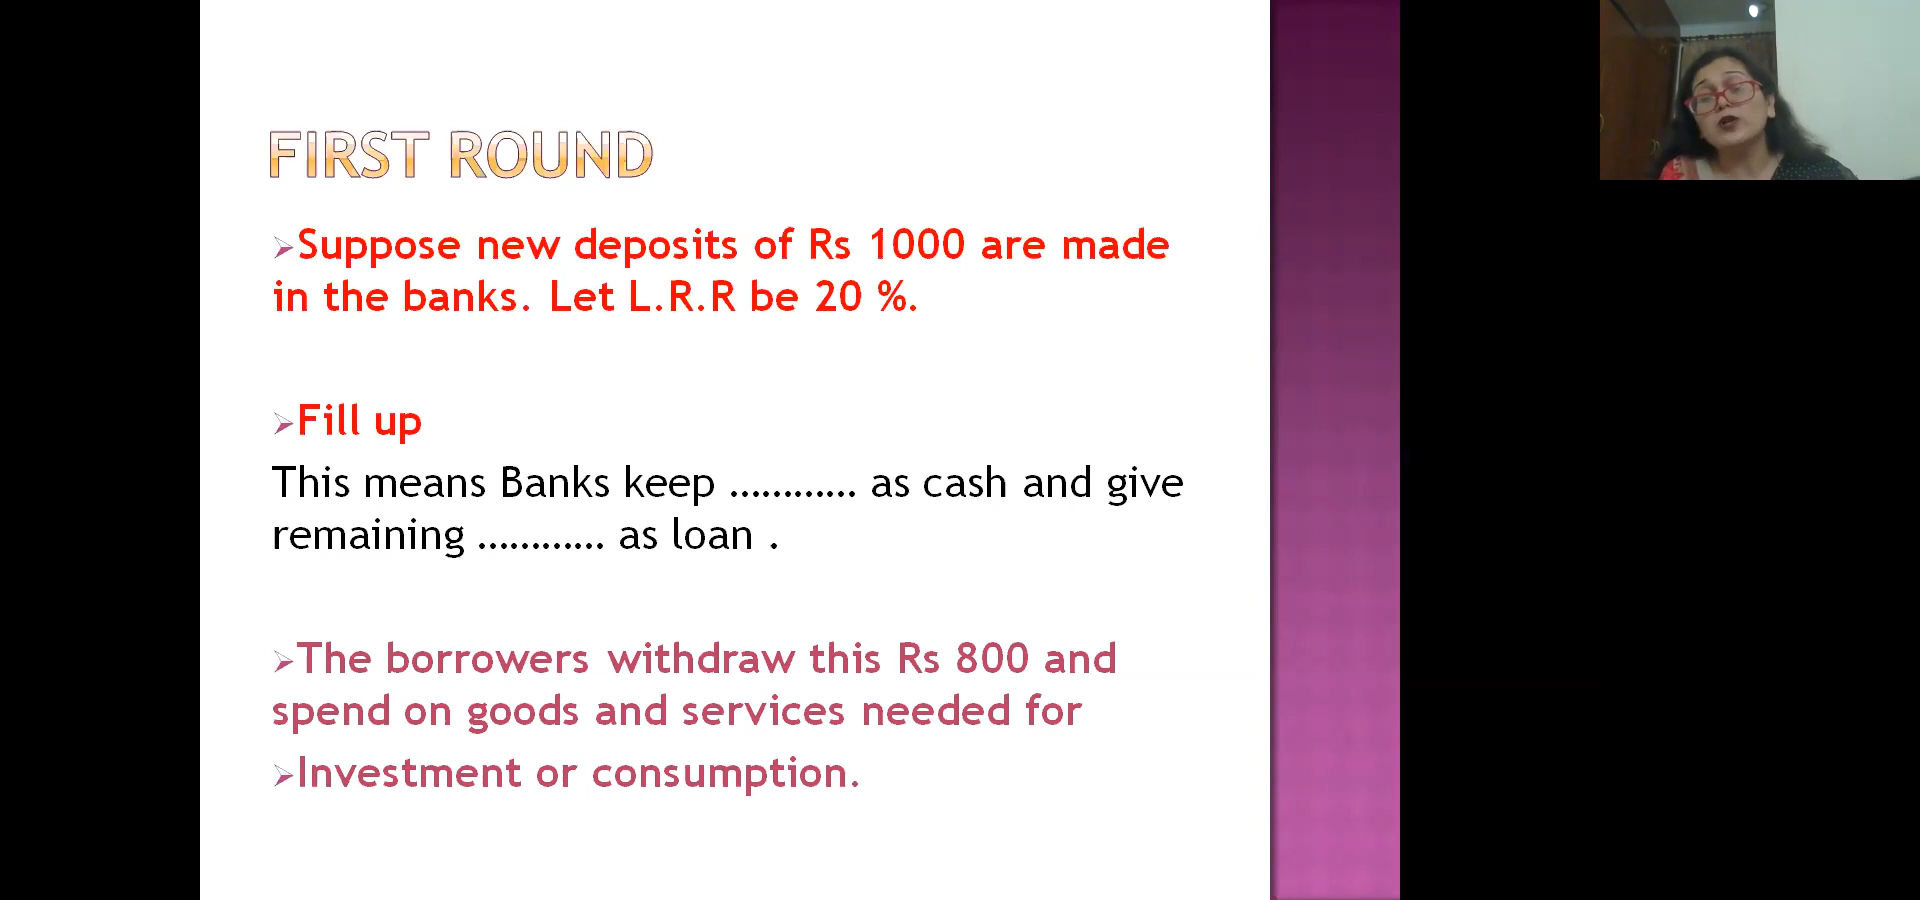 FIRST ROUND
Suppose new deposits of Rs 1000 are made
in the banks. Let L.R.R be 20 %.
Fill up
This means Banks keep ………… as cash and give
remaining ………… as loan .
The borrowers withdraw this Rs 800 and
spend on goods and services needed for
Investment or consumption.